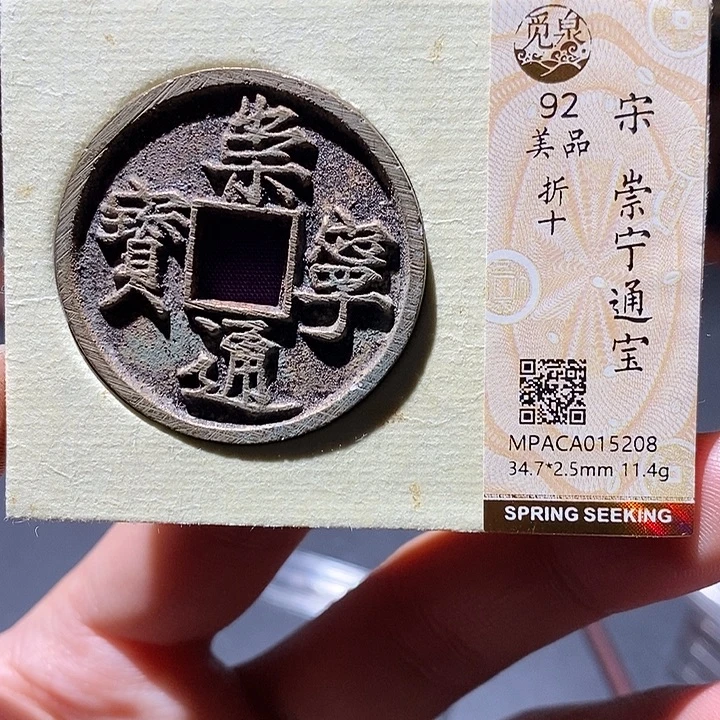 崇寧通寶
覓泉
92
美品
折十
宋 崇宁通宝
MPACA015208
34.7*2.5mm 11.4g
SPRING SEEKING